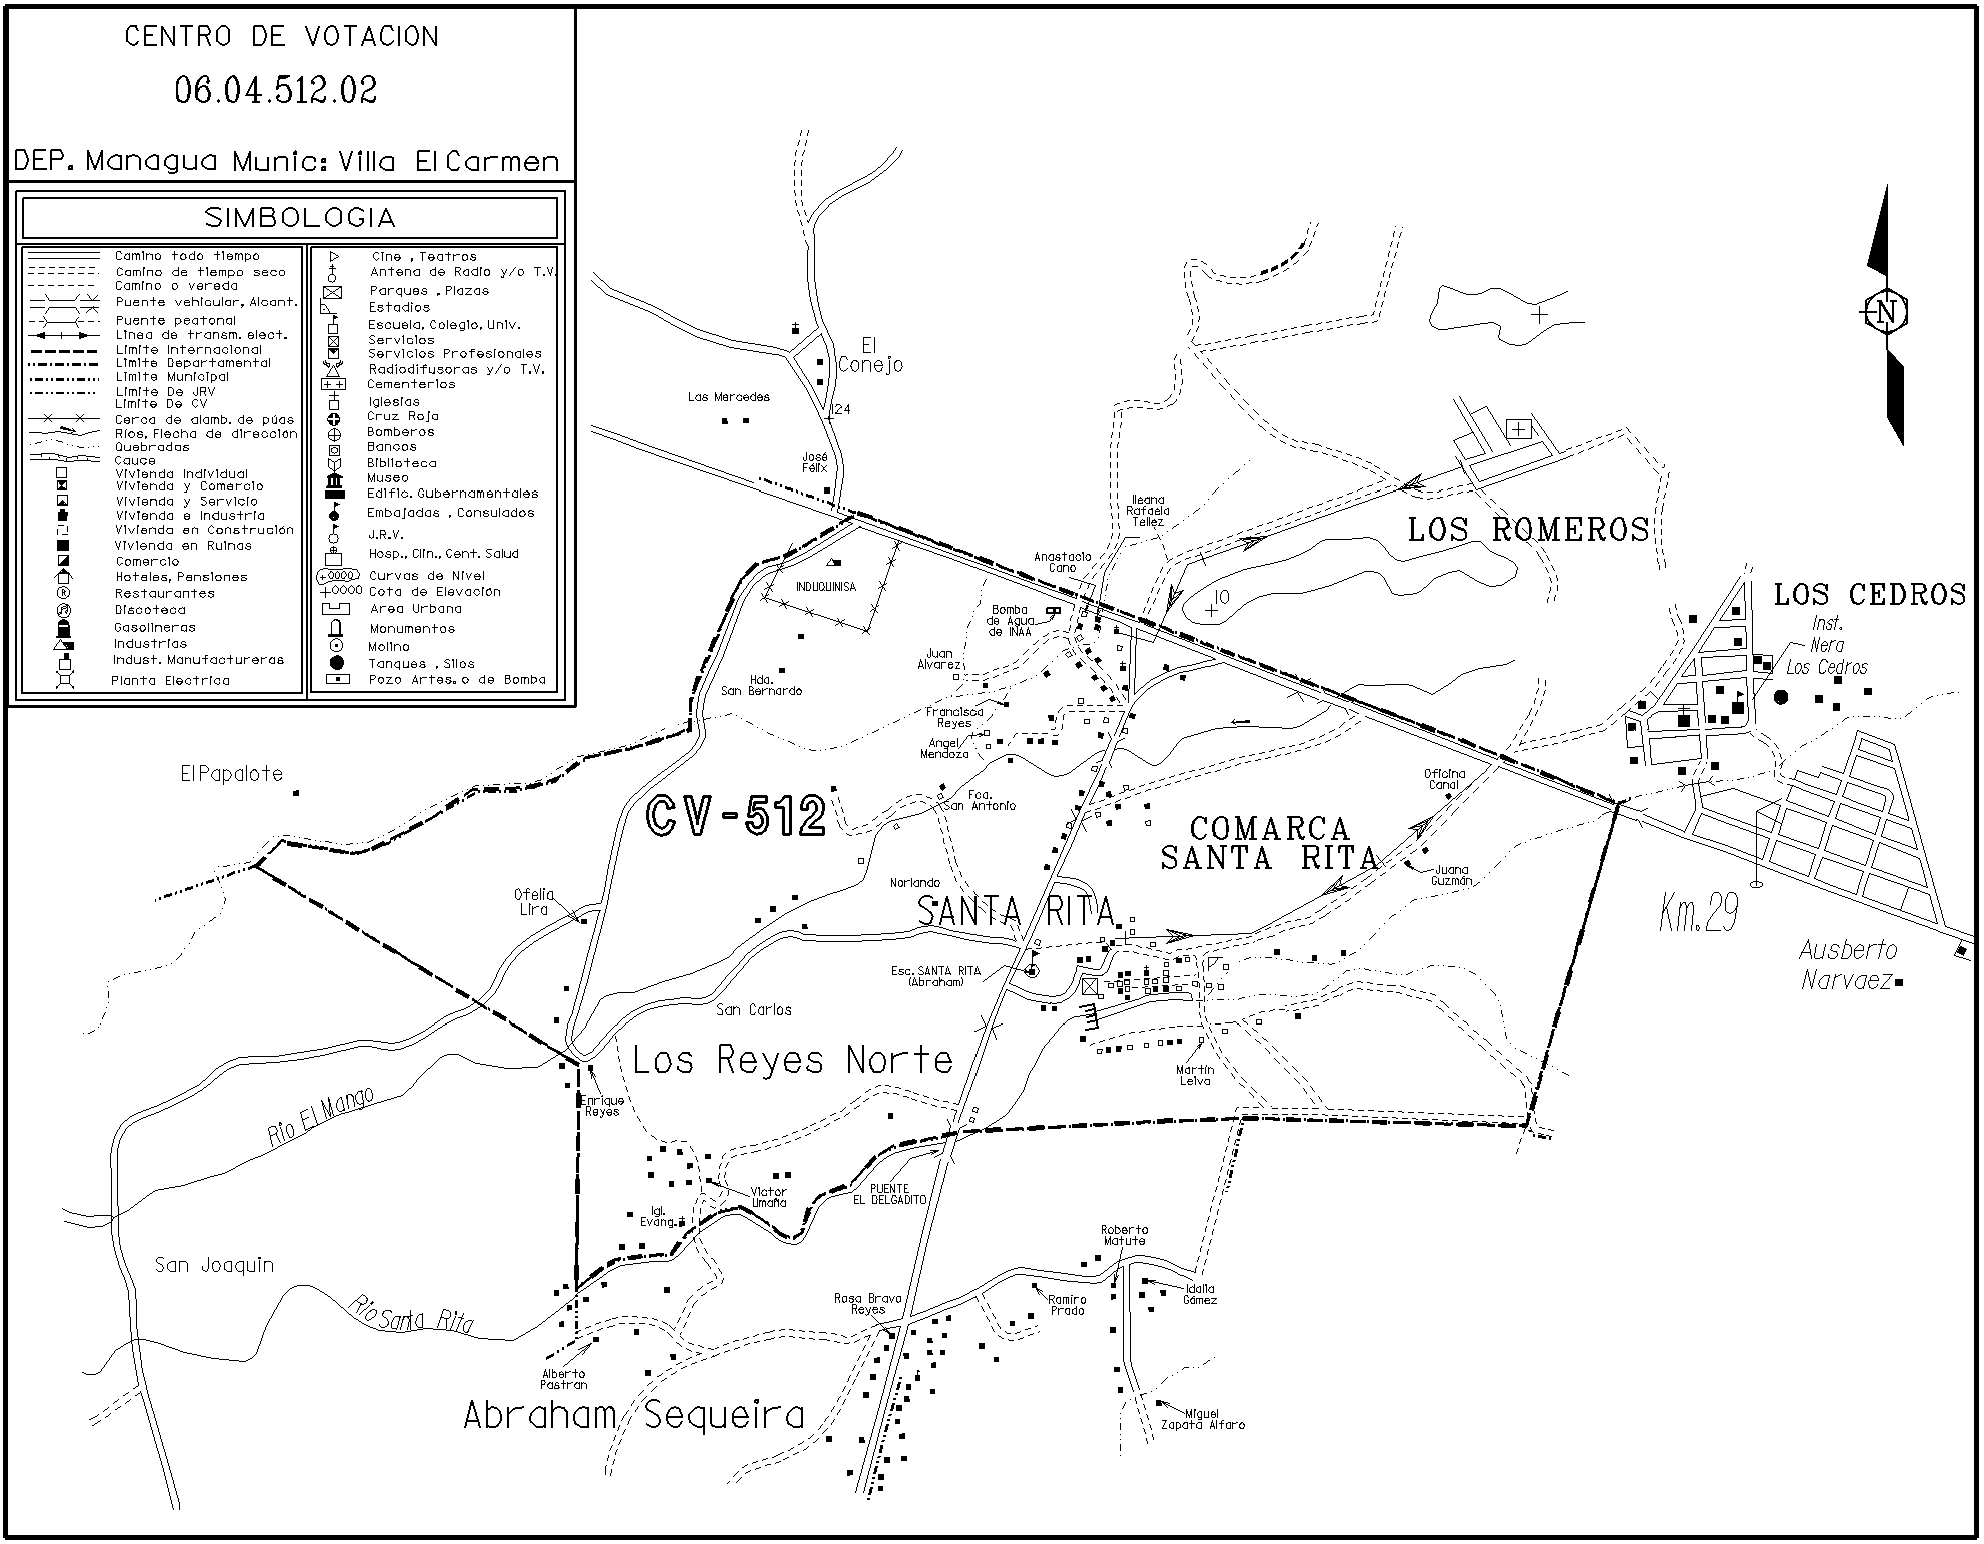 CENTRO DE VOTACION
06.04.512.02
DEP. Managua Munic: Villa El Carmen
SIMBOLOGIA
Camino todo tiempo
Camino de tiempo seco
Camino o vereda
Puente vehicular, Alcant.
Puente peatonal
Linea de transm. elect.
Limite Internacional
Limite Departamental
Limite Municipal
Limite De JRV
Limite De CV
Cerca de alamb. de púas
Ríos, Flecha de dirección
Quebradas
Cauce
Vivienda Individual
Vivienda y Comercio
Vivienda y Servicio
Vivienda e Industria
Vivienda en Construción
Vivienda en Ruinas
Comercio
Hoteles, Pensiones
Restaurantes
Discoteca
Gasolineras
Industrias
Indust. Manufactureras
Planta Electrica
Cine , Teatros
Antena de Radio y/o T.V.
Parques , Plazas
Estadios
Escuela, Colegio, Univ.
Servicios
Servicios Profesionales
Radiodifusoras y/o T.V.
Cementerios
Iglesias
Cruz Roja
Bomberos
Bancos
Biblioteca
Museo
Edific. Gubernamentales
Embajadas , Consulados
J.R.V.
Hosp., Clin., Cent. Salud
Curvas de Nivel
Cota de Elevación
Area Urbana
Monumentos
Molino
Tanques , Silos
Pozo Artes. o de Bomba
N
El
Conejo
Las Mercedes
124
José
Félix
Ileana
Rafaela
Tellez
LOS ROMEROS
Anastacio
Cano
INDUQUINISA
10
LOS CEDROS
Inst.
Nera
Los Cedros
Bomba
de Agua
de INAA
Juan
Alvarez
Hda.
San Bernardo
Francisca
Reyes
Angel
Mendoza
El Papalote
Oficina
Canal
Fca.
San Antonio
CV-512
COMARCA
SANTA RITA
Juana
Guzmán
Norlando
Ofelia
Lira
SANTA RITA
Km.29
Ausberto
Narvaez
Esc. SANTA RITA
(Abraham)
San Carlos
Los Reyes Norte
Martín
Leiva
Río El Mango
Enrique
Reyes
PUENTE
EL DELGADITO
Victor
Umaña
Igl.
Evang.
Roberto
Matute
San Joaquin
Idalia
Gámez
Ramiro
Prado
Rosa Brava
Reyes
Río Santa Rita
Alberto
Pastran
Abraham Sequeira
Miguel
Zapata Alfaro